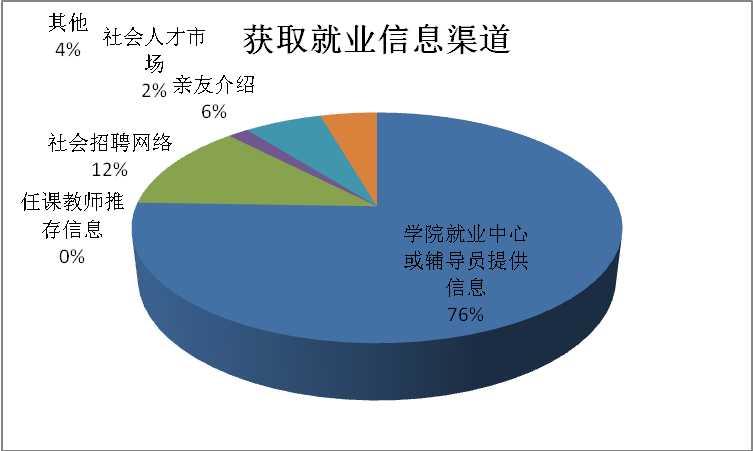 获取就业信息渠道
其他
4%
社会人才市
场
2%
亲友介绍
6%
社会招聘网络
12%
任课教师推
存信息
0%
学院就业中心
或辅导员提供
信息
76%